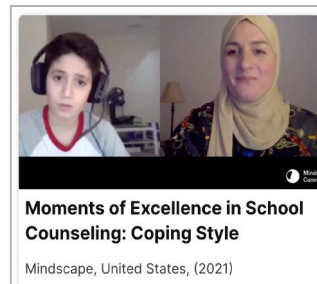 Moments of Excellence in School
Counseling: Coping Style
Mindscape, United States, (2021)